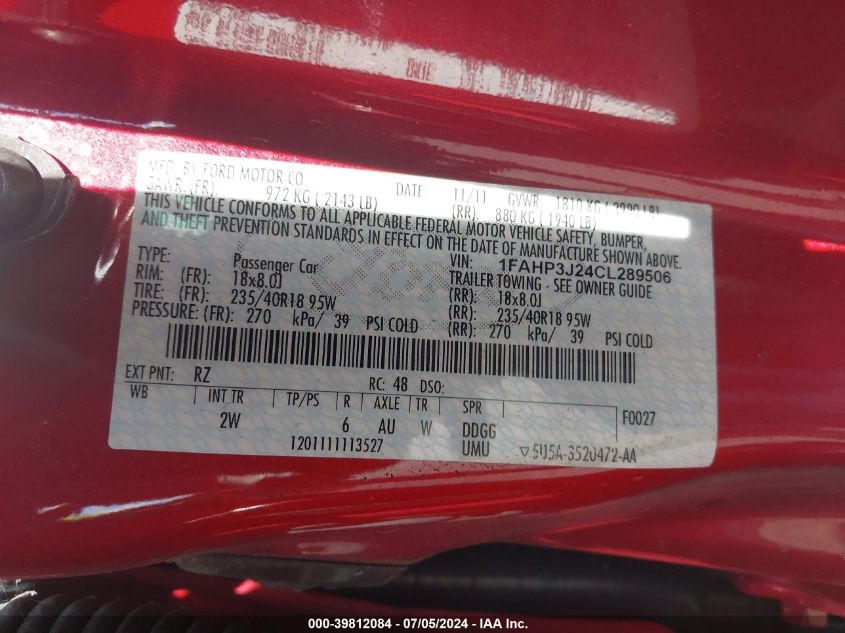 MFD. BY FORD MOTOR CO.
DATE: 11/11 GVWR: 1810 KG ( 3990 LB)
GAWR: (FR): 972 KG ( 2143 LB) (RR): 880 KG ( 1940 LB)
THIS VEHICLE CONFORMS TO ALL APPLICABLE FEDERAL MOTOR VEHICLE SAFETY, BUMPER,
AND THEFT PREVENTION STANDARDS IN EFFECT ON THE DATE OF MANUFACTURE SHOWN ABOVE.
VIN: 1FAHP3J24CL289506
TYPE: Passenger Car TRAILER TOWING - SEE OWNER GUIDE
RIM: (FR): 18x8.0J (RR): 18x8.0J
TIRE: (FR): 235/40R18 95W (RR): 235/40R18 95W
PRESSURE: (FR): 270 kPa/ 39 PSI COLD (RR): 270 kPa/ 39 PSI COLD
EXT PNT: RZ RC: 48 DSO:
WB INT TR TP/PS R AXLE TR SPR F0027
2W 6 AU W DDGG
1201111113527 UMU ▽5U5A-3520472-AA
000-39812084 - 07/05/2024 - IAA Inc.